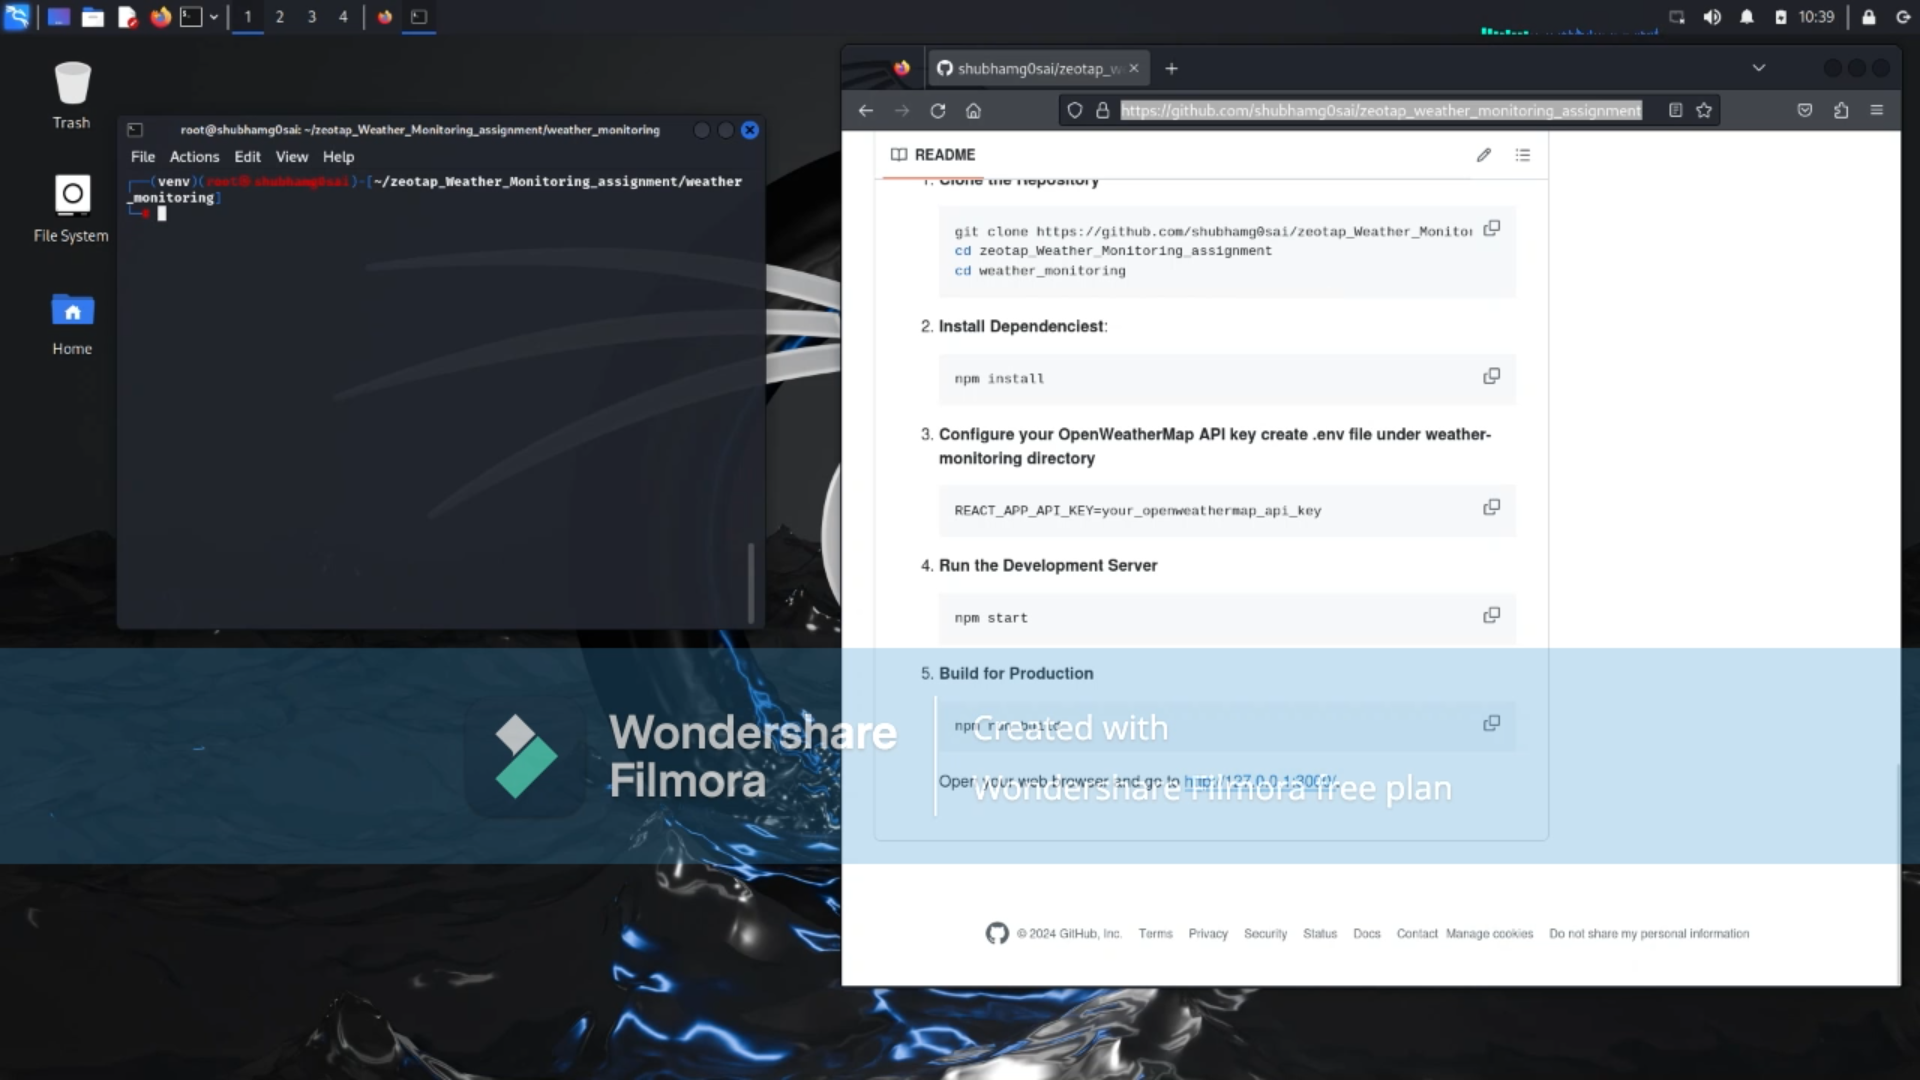 1
2
3
4
10:39
Trash
File System
Home
root@shubhamg0sai: ~/zeotap_Weather_Monitoring_assignment/weather_monitoring
File Actions Edit View Help
(venv)(root㉿shubhamg0sai)-[~/zeotap_Weather_Monitoring_assignment/weather
_monitoring]
#
shubhamg0sai/zeotap_w
https://github.com/shubhamg0sai/zeotap_weather_monitoring_assignment
README
1. Clone the Repository
git clone https://github.com/shubhamg0sai/zeotap_Weather_Monitor
cd zeotap_Weather_Monitoring_assignment
cd weather_monitoring
2. Install Dependenciest:
npm install
3. Configure your OpenWeatherMap API key create .env file under weather-
monitoring directory
REACT_APP_API_KEY=your_openweathermap_api_key
4. Run the Development Server
npm start
5. Build for Production
npm run build
Open your web browser and go to http://127.0.0.1:3000/.
Wondershare
Filmora
Created with
Wondershare Filmora free plan
© 2024 GitHub, Inc. Terms Privacy Security Status Docs Contact Manage cookies Do not share my personal information